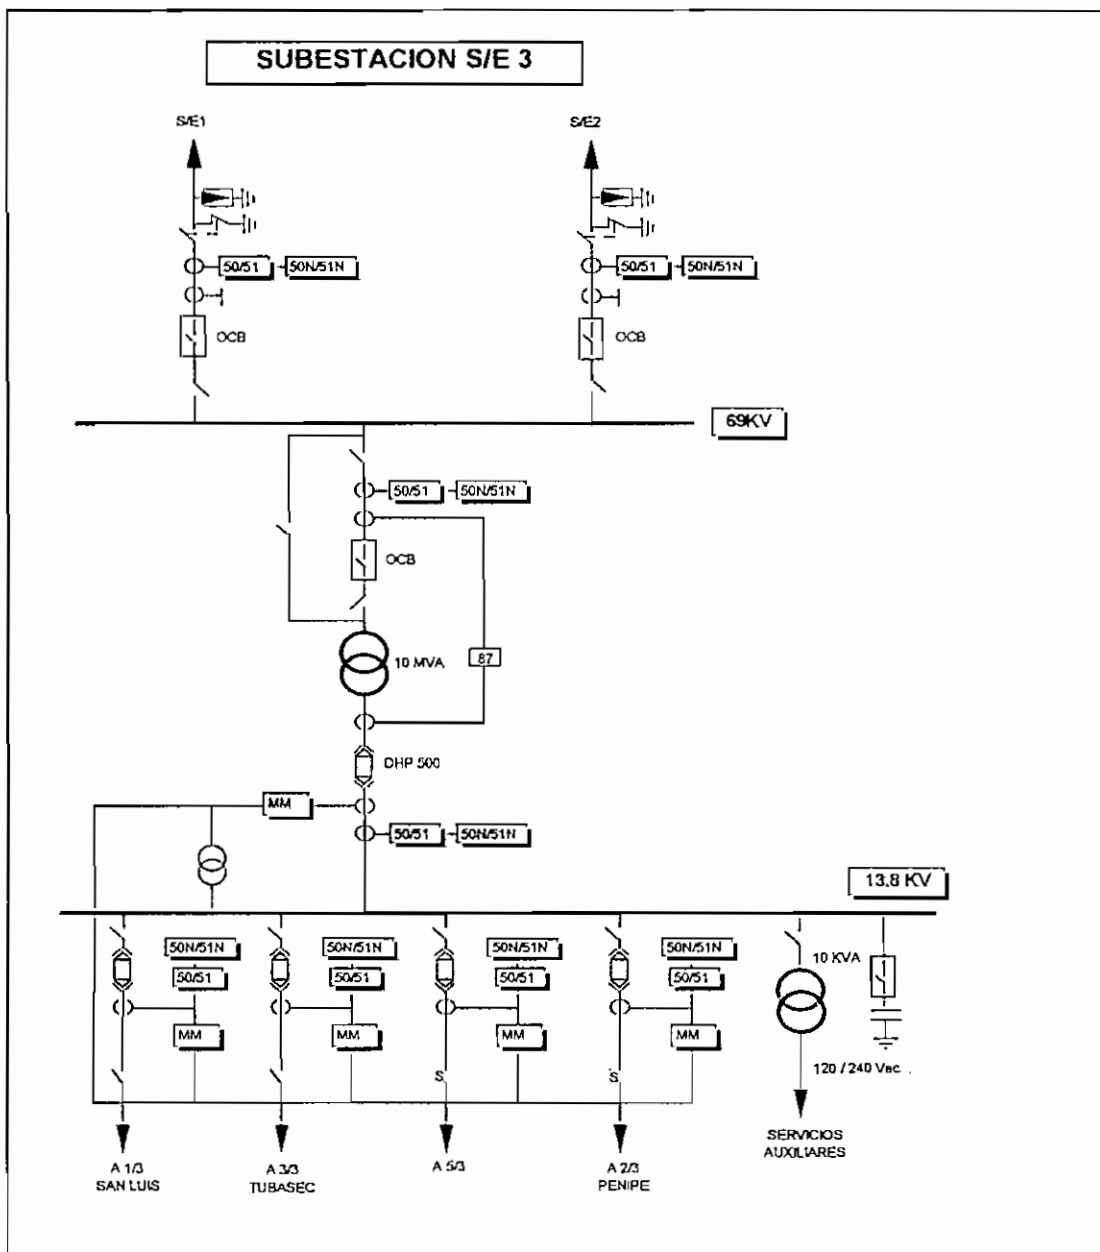 SUBESTACION S/E 3
S/E1
S/E2
50/51
50N/51N
50/51
50N/51N
OCB
OCB
69KV
50/51
50N/51N
OCB
10 MVA
87
DHP 500
MM
50/51
50N/51N
13,8 KV
50N/51N
50N/51N
50N/51N
50N/51N
10 KVA
50/51
50/51
50/51
50/51
MM
MM
MM
MM
S
S
120 / 240 Vac
A 1/3
SAN LUIS
A 3/3
TUBASEC
A 5/3
A 2/3
PENIPE
SERVICIOS
AUXILIARES